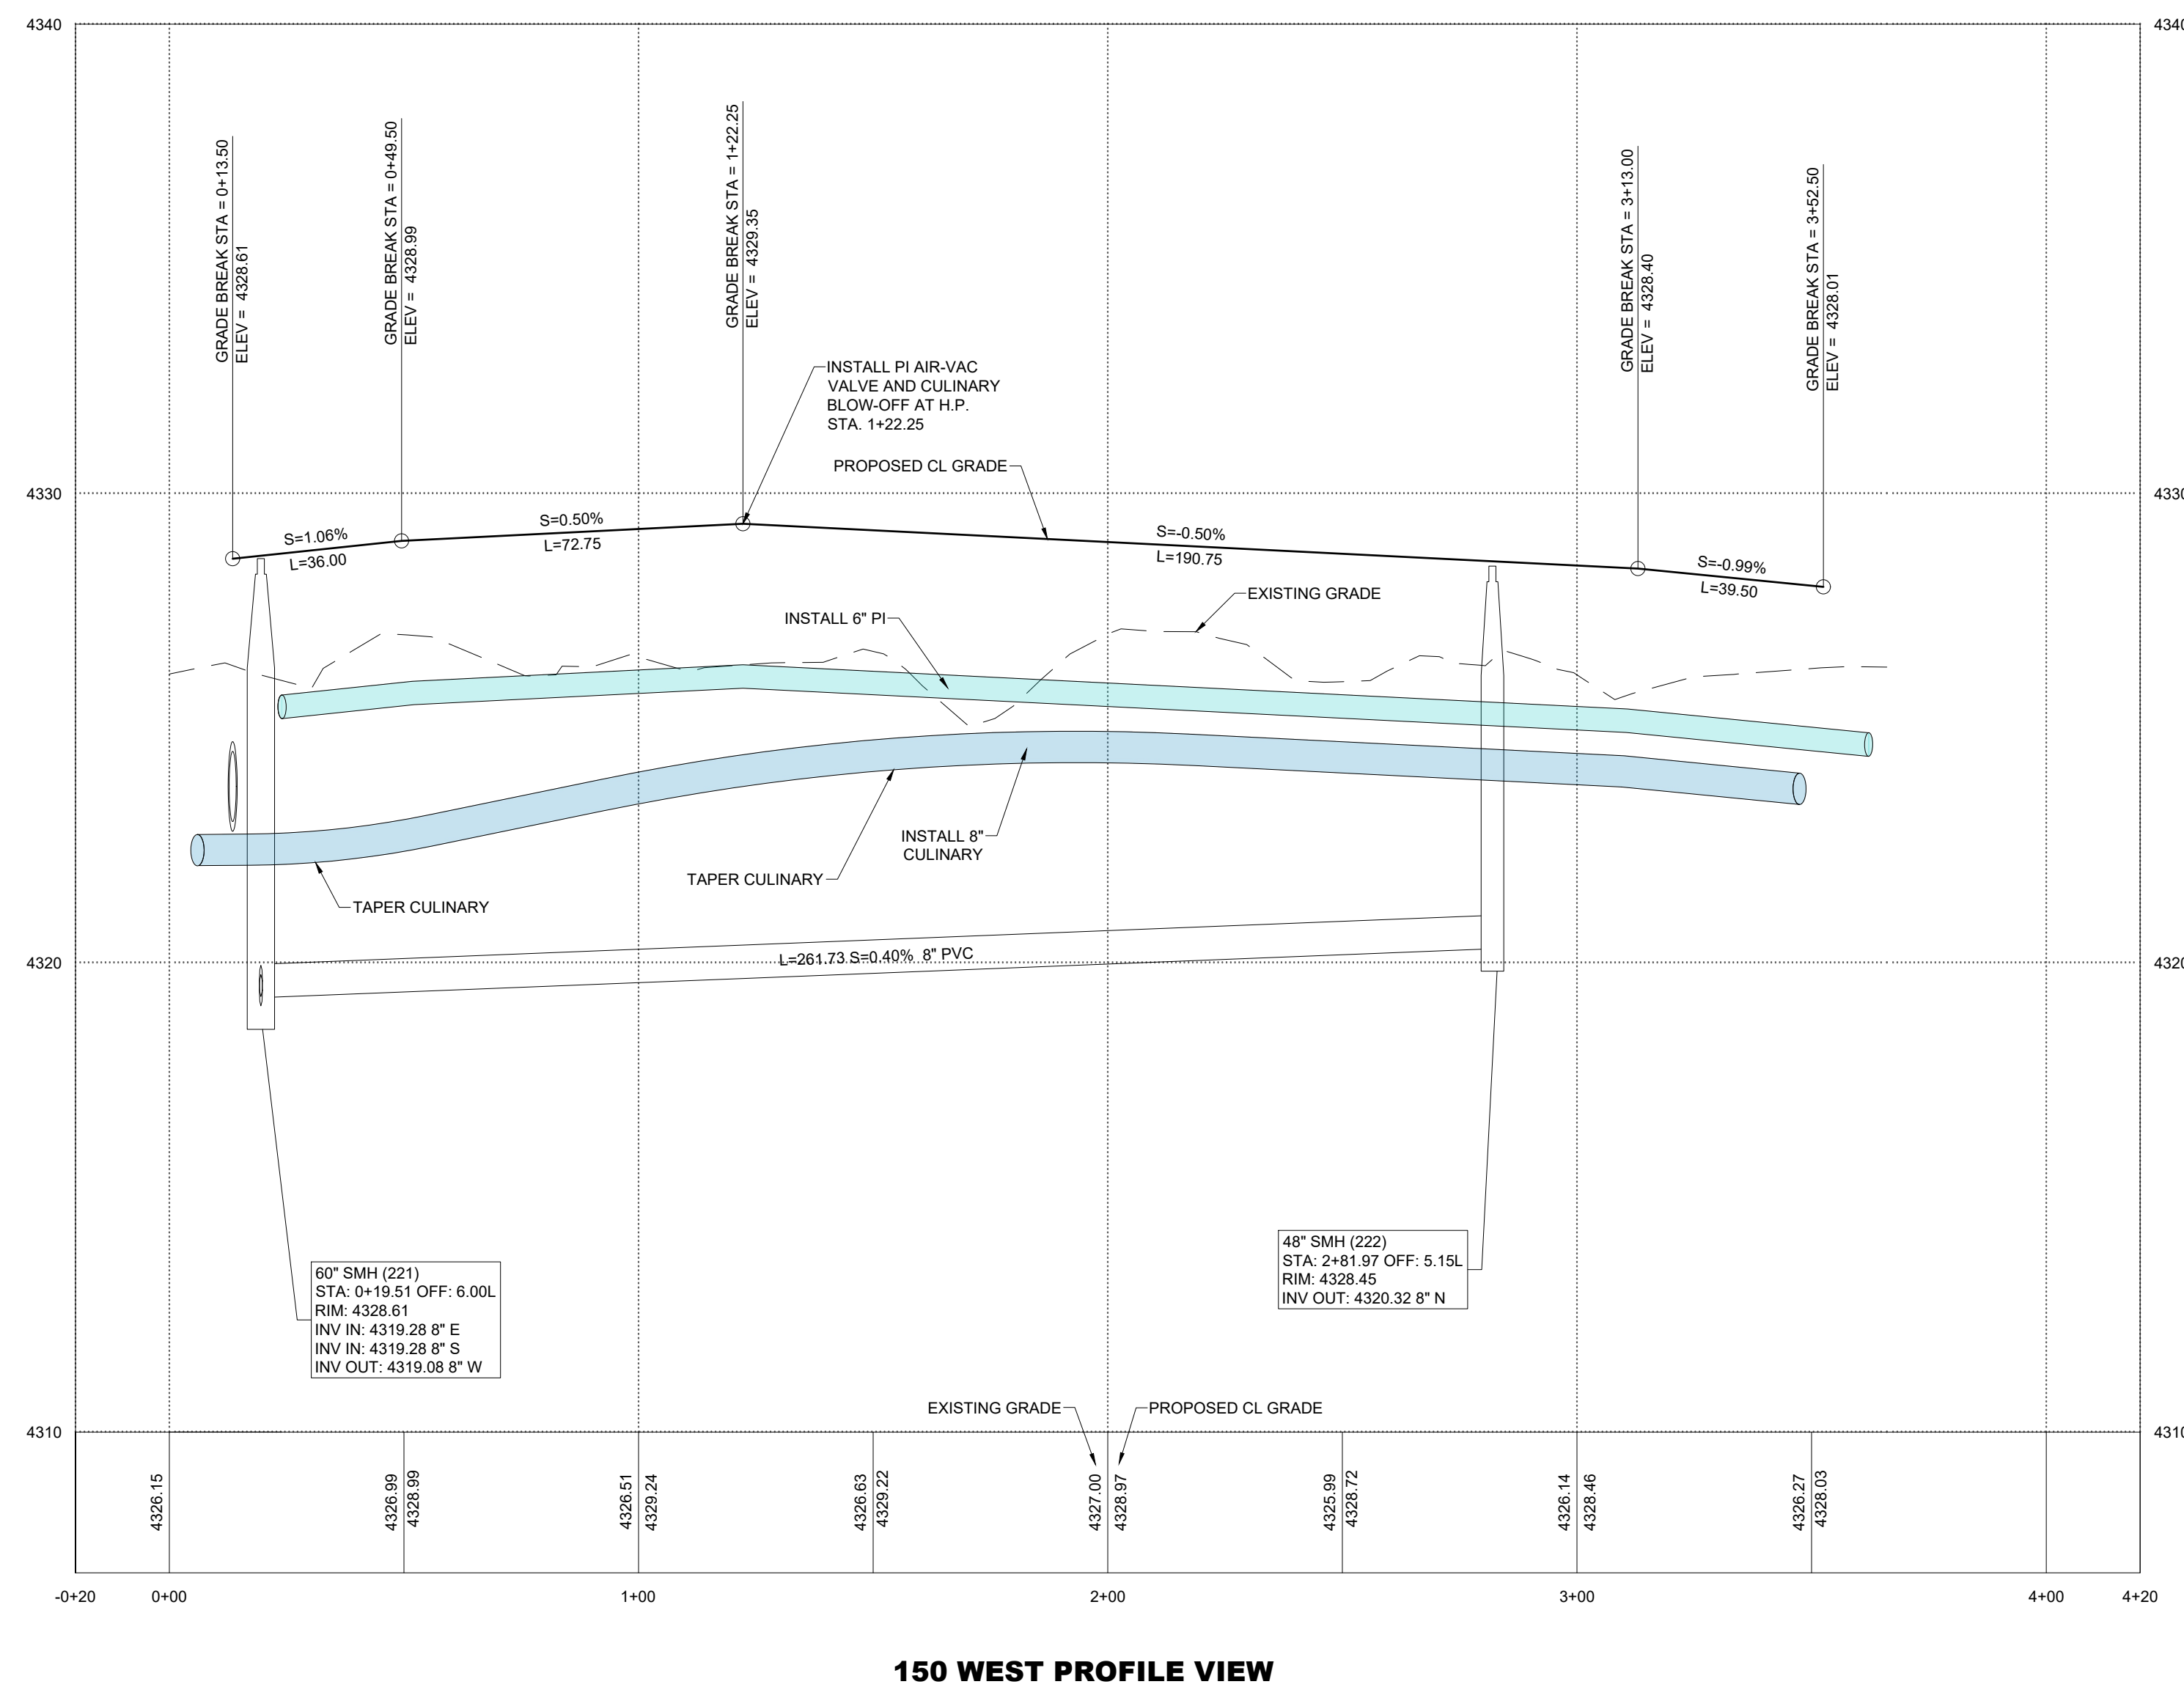 4340
4340
GRADE BREAK STA = 0+13.50
ELEV = 4328.61
GRADE BREAK STA = 0+49.50
ELEV = 4328.99
GRADE BREAK STA = 1+22.25
ELEV = 4329.35
GRADE BREAK STA = 3+13.00
ELEV = 4328.40
GRADE BREAK STA = 3+52.50
ELEV = 4328.01
INSTALL PI AIR-VAC
VALVE AND CULINARY
BLOW-OFF AT H.P.
STA. 1+22.25
PROPOSED CL GRADE
4330
4330
S=1.06%
L=36.00
S=0.50%
L=72.75
S=-0.50%
L=190.75
S=-0.99%
L=39.50
EXISTING GRADE
INSTALL 6" PI
INSTALL 8"
CULINARY
TAPER CULINARY
TAPER CULINARY
4320
4320
L=261.73 S=0.40% 8" PVC
60" SMH (221)
STA: 0+19.51 OFF: 6.00L
RIM: 4328.61
INV IN: 4319.28 8" E
INV IN: 4319.28 8" S
INV OUT: 4319.08 8" W
48" SMH (222)
STA: 2+81.97 OFF: 5.15L
RIM: 4328.45
INV OUT: 4320.32 8" N
EXISTING GRADE
PROPOSED CL GRADE
4310
4310
4326.15
4326.99
4328.99
4326.51
4329.24
4326.63
4329.22
4327.00
4328.97
4325.99
4328.72
4326.14
4328.46
4326.27
4328.03
-0+20
0+00
1+00
2+00
3+00
4+00
4+20
150 WEST PROFILE VIEW